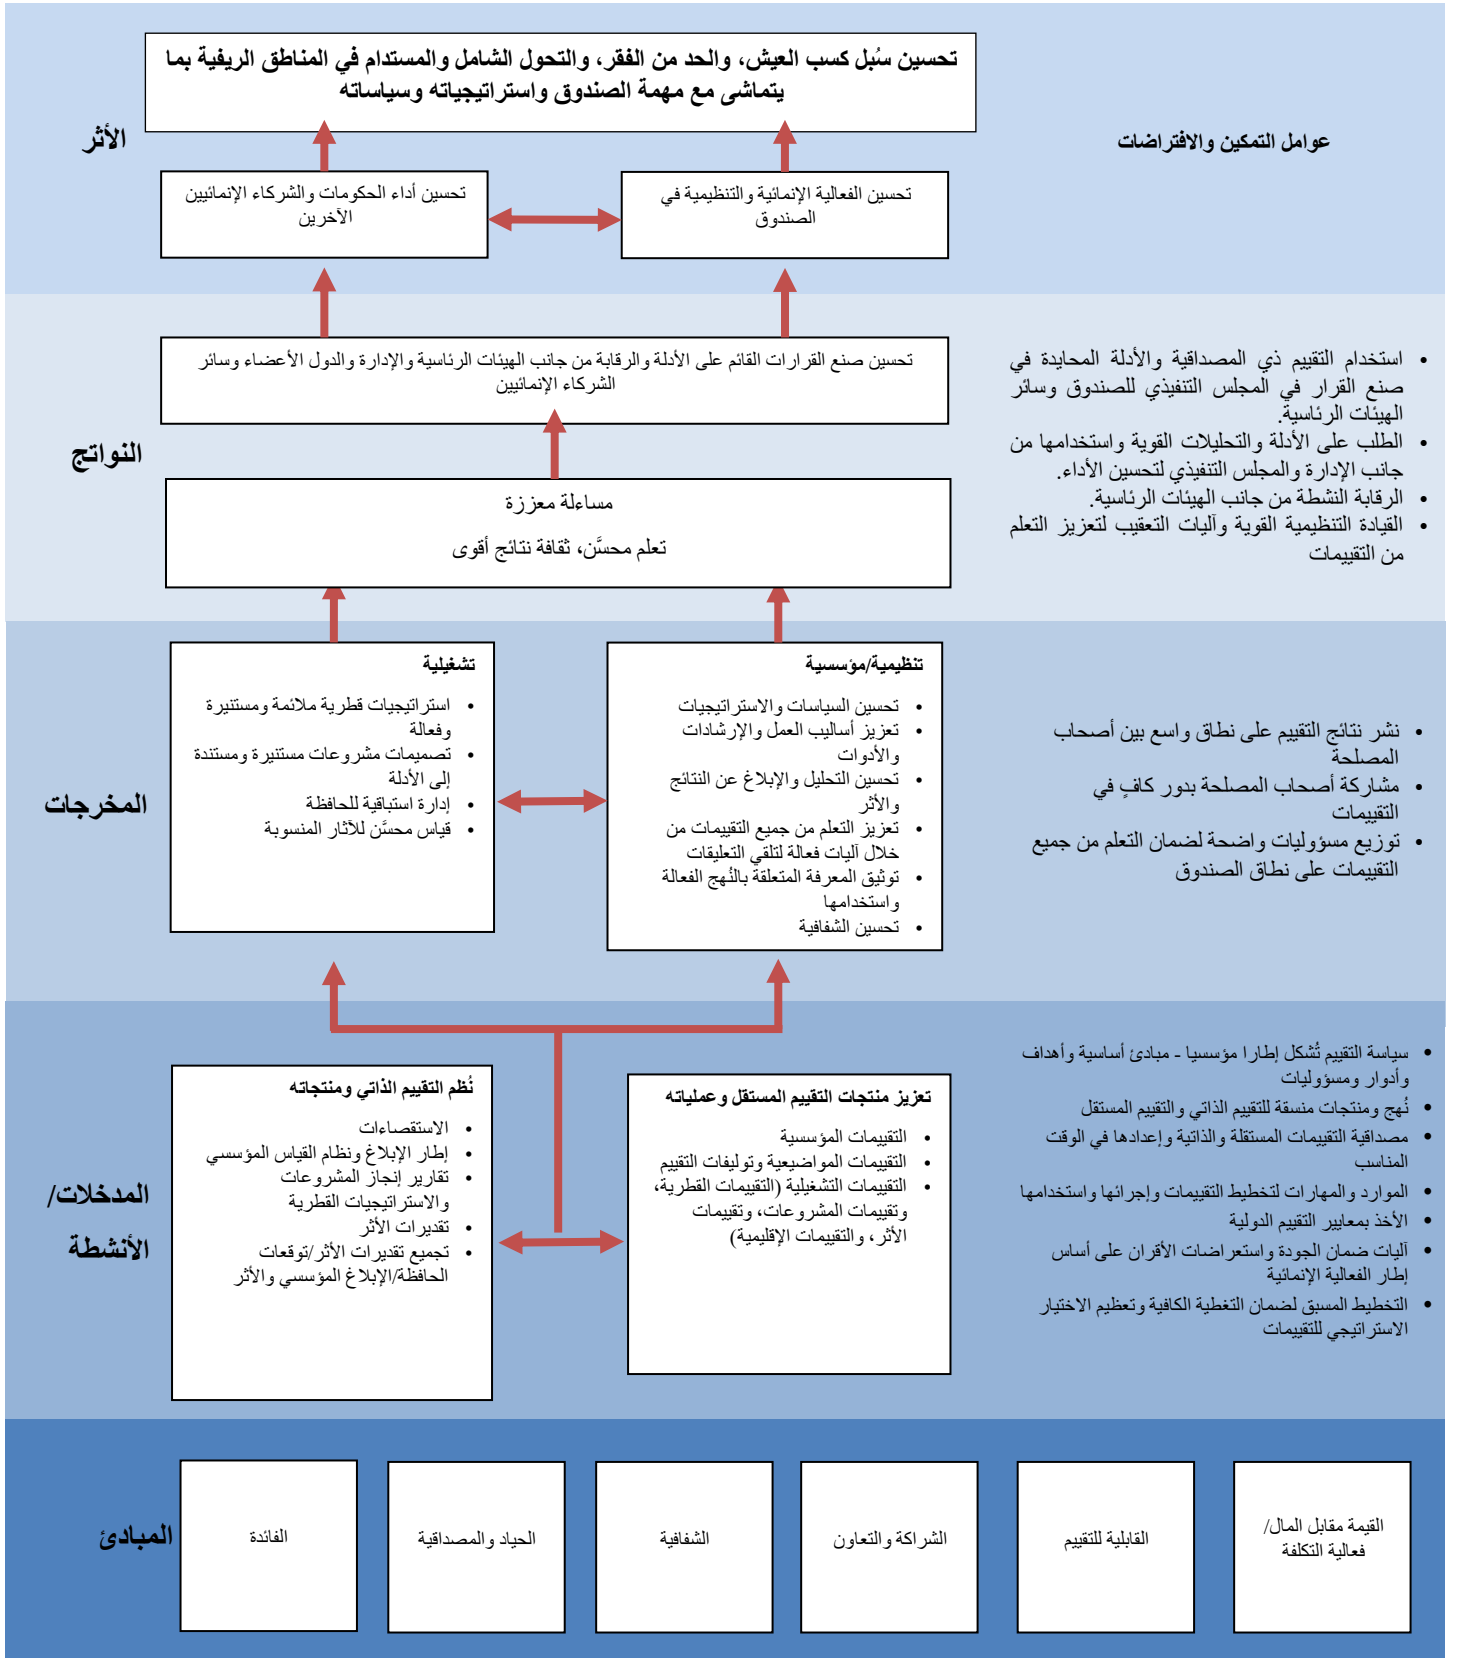 تحسين سُبل كسب العيش، والحد من الفقر، والتحول الشامل والمستدام في المناطق الريفية بما
يتماشى مع مهمة الصندوق واستراتيجياته وسياساته
الأثر
عوامل التمكين والافتراضات
تحسين الفعالية الإنمائية والتنظيمية في
الصندوق
تحسين أداء الحكومات والشركاء الإنمائيين
الآخرين
النواتج
تحسين صنع القرارات القائم على الأدلة والرقابة من جانب الهيئات الرئاسية والإدارة والدول الأعضاء وسائر
الشركاء الإنمائيين
مساءلة معززة
تعلم محسَّن، ثقافة نتائج أقوى
• استخدام التقييم ذي المصداقية والأدلة المحايدة في
صنع القرار في المجلس التنفيذي للصندوق وسائر
الهيئات الرئاسية.
• الطلب على الأدلة والتحليلات القوية واستخدامها من
جانب الإدارة والمجلس التنفيذي لتحسين الأداء.
• الرقابة النشطة من جانب الهيئات الرئاسية.
• القيادة التنظيمية القوية وآليات التعقيب لتعزيز التعلم
من التقييمات
المخرجات
تنظيمية/مؤسسية
• تحسين السياسات والاستراتيجيات
• تعزيز أساليب العمل والإرشادات
والأدوات
• تحسين التحليل والإبلاغ عن النتائج
والأثر
• تعزيز التعلم من جميع التقييمات من
خلال آليات فعالة لتلقي التعليقات
• توثيق المعرفة المتعلقة بالنُهج الفعالة
واستخدامها
• تحسين الشفافية
تشغيلية
• استراتيجيات قطرية ملائمة ومستنيرة
وفعالة
• تصميمات مشروعات مستنيرة ومستندة
إلى الأدلة
• إدارة استباقية للحافظة
• قياس محسَّن للآثار المنسوبة
• نشر نتائج التقييم على نطاق واسع بين أصحاب
المصلحة
• مشاركة أصحاب المصلحة بدور كافٍ في
التقييمات
• توزيع مسؤوليات واضحة لضمان التعلم من جميع
التقييمات على نطاق الصندوق
المدخلات/
الأنشطة
تعزيز منتجات التقييم المستقل وعملياته
• التقييمات المؤسسية
• التقييمات المواضيعية وتوليفات التقييم
• التقييمات التشغيلية (التقييمات القطرية،
وتقييمات المشروعات، وتقييمات
الأثر، والتقييمات الإقليمية)
نُظم التقييم الذاتي ومنتجاته
• الاستقصاءات
• إطار الإبلاغ ونظام القياس المؤسسي
• تقارير إنجاز المشروعات
والاستراتيجيات القطرية
• تقديرات الأثر
• تجميع تقديرات الأثر/توقعات
الحافظة/الإبلاغ المؤسسي والأثر
• سياسة التقييم تُشكل إطارا مؤسسيا - مبادئ أساسية وأهداف
وأدوار ومسؤوليات
• نُهج ومنتجات منسقة للتقييم الذاتي والتقييم المستقل
• مصداقية التقييمات المستقلة والذاتية وإعدادها في الوقت
المناسب
• الموارد والمهارات لتخطيط التقييمات وإجرائها واستخدامها
• الأخذ بمعايير التقييم الدولية
• آليات ضمان الجودة واستعراضات الأقران على أساس
إطار الفعالية الإنمائية
• التخطيط المسبق لضمان التغطية الكافية وتعظيم الاختيار
الاستراتيجي للتقييمات
المبادئ
القيمة مقابل المال/
فعالية التكلفة
القابلية للتقييم
الشراكة والتعاون
الشفافية
الحياد والمصداقية
الفائدة